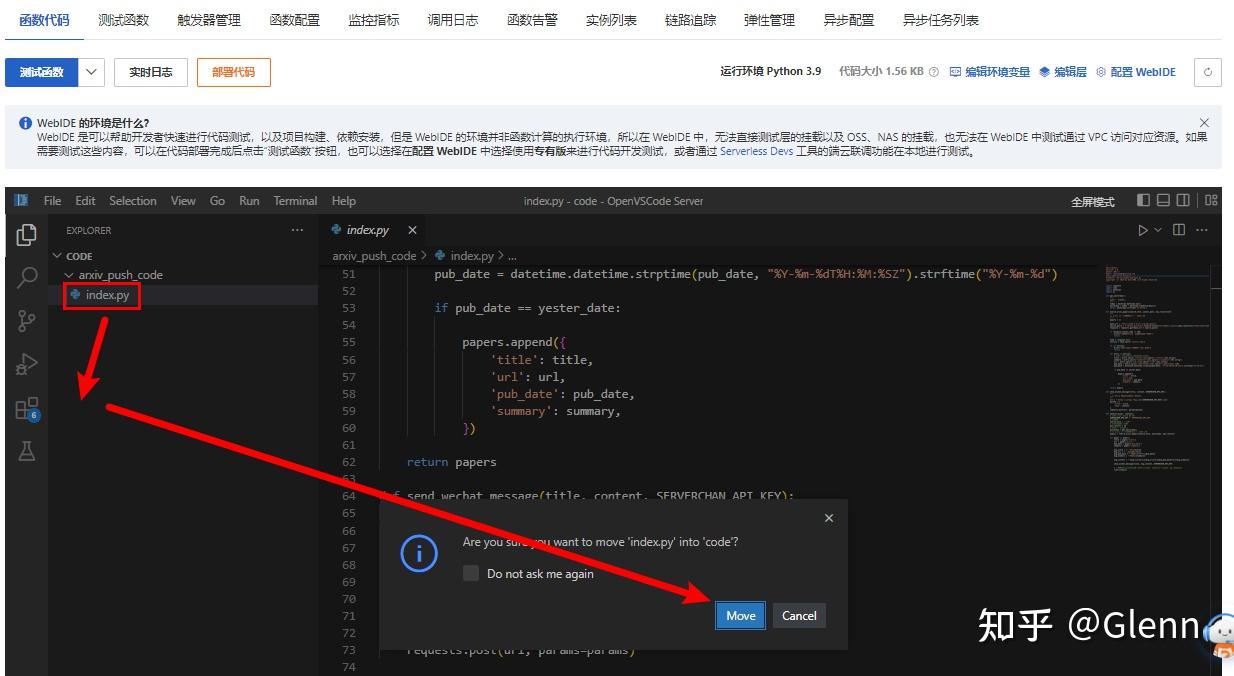 函数代码 测试函数 触发器管理 函数配置 监控指标 调用日志 函数告警 实例列表 链路追踪 弹性管理 异步配置 异步任务列表
测试函数 实时日志 部署代码 运行环境 Python 3.9 代码大小 1.56 KB 编辑环境变量 编辑层 配置 WebIDE
WebIDE 的环境是什么?
WebIDE 是可以帮助开发者快速进行代码测试，以及项目构建、依赖安装，但是 WebIDE 的环境并非函数计算的执行环境，所以在 WebIDE 中，无法直接测试层的挂载以及 OSS、NAS 的挂载，也无法在 WebIDE 中测试通过 VPC 访问对应资源。如果
需要测试这些内容，可以在代码部署完成后点击“测试函数”按钮，也可以选择在配置 WebIDE 中选择使用专有版来进行代码开发测试，或者通过 Serverless Devs 工具的端云联调功能在本地进行测试。
File Edit Selection View Go Run Terminal Help index.py - code - OpenVSCode Server 全屏模式
EXPLORER ··· index.py
CODE arxiv_push_code > index.py > ...
arxiv_push_code
index.py
51 pub_date = datetime.datetime.strptime(pub_date, "%Y-%m-%dT%H:%M:%SZ").strftime("%Y-%m-%d")
52
53 if pub_date == yester_date:
54
55 papers.append({
56 'title': title,
57 'url': url,
58 'pub_date': pub_date,
59 'summary': summary,
60 })
61
62 return papers
63
64 def send_wechat_message(title, content, SERVERCHAN_API_KEY):
65
66
67
68
69
70
71
72
73 requests.post(url, params=params)
74
6
Are you sure you want to move 'index.py' into 'code'?
Do not ask me again
Move Cancel
知乎 @Glenn